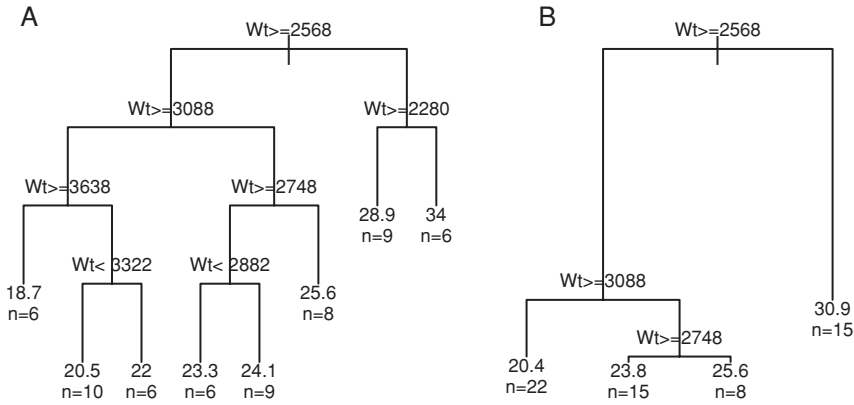 A
Wt>=2568
Wt>=3088
Wt>=2280
Wt>=3638
Wt>=2748
28.9
n=9
34
n=6
Wt< 3322
Wt< 2882
18.7
n=6
25.6
n=8
20.5
n=10
22
n=6
23.3
n=6
24.1
n=9
B
Wt>=2568
Wt>=3088
30.9
n=15
Wt>=2748
20.4
n=22
23.8
n=15
25.6
n=8